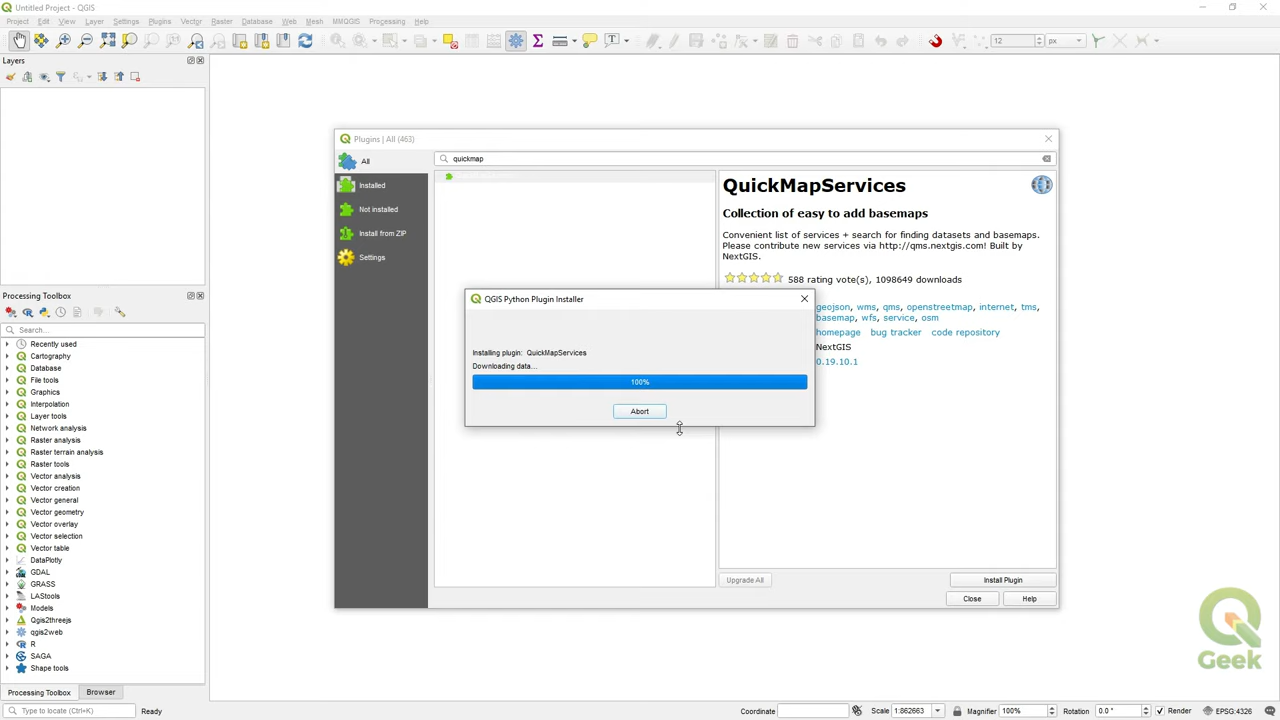 Untitled Project - QGIS
Project Edit View Layer Settings Plugins Vector Raster Database Web Mesh MMQGIS Processing Help
12 px
Layers
Plugins | All (463)
quickmap
All
Installed
Not installed
Install from ZIP
Settings
QuickMapServices
Collection of easy to add basemaps
Convenient list of services + search for finding datasets and basemaps.
Please contribute new services via http://qms.nextgis.com! Built by
NextGIS.
588 rating vote(s), 1098649 downloads
geojson, wms, qms, openstreetmap, internet, tms,
basemap, wfs, service, osm
homepage bug tracker code repository
NextGIS
0.19.10.1
QGIS Python Plugin Installer
Installing plugin: QuickMapServices
Downloading data...
100%
Abort
Upgrade All
Install Plugin
Close
Help
Processing Toolbox
Search...
Recently used
Cartography
Database
File tools
Graphics
Interpolation
Layer tools
Network analysis
Raster analysis
Raster terrain analysis
Raster tools
Vector analysis
Vector creation
Vector general
Vector geometry
Vector overlay
Vector selection
Vector table
DataPlotly
GDAL
GRASS
LAStools
Models
Qgis2threejs
qgis2web
R
SAGA
Shape tools
Processing Toolbox Browser
Geek
Type to locate (Ctrl+K) Ready Coordinate Scale 1:862663 Magnifier 100% Rotation 0.0 ° Render EPSG:4326